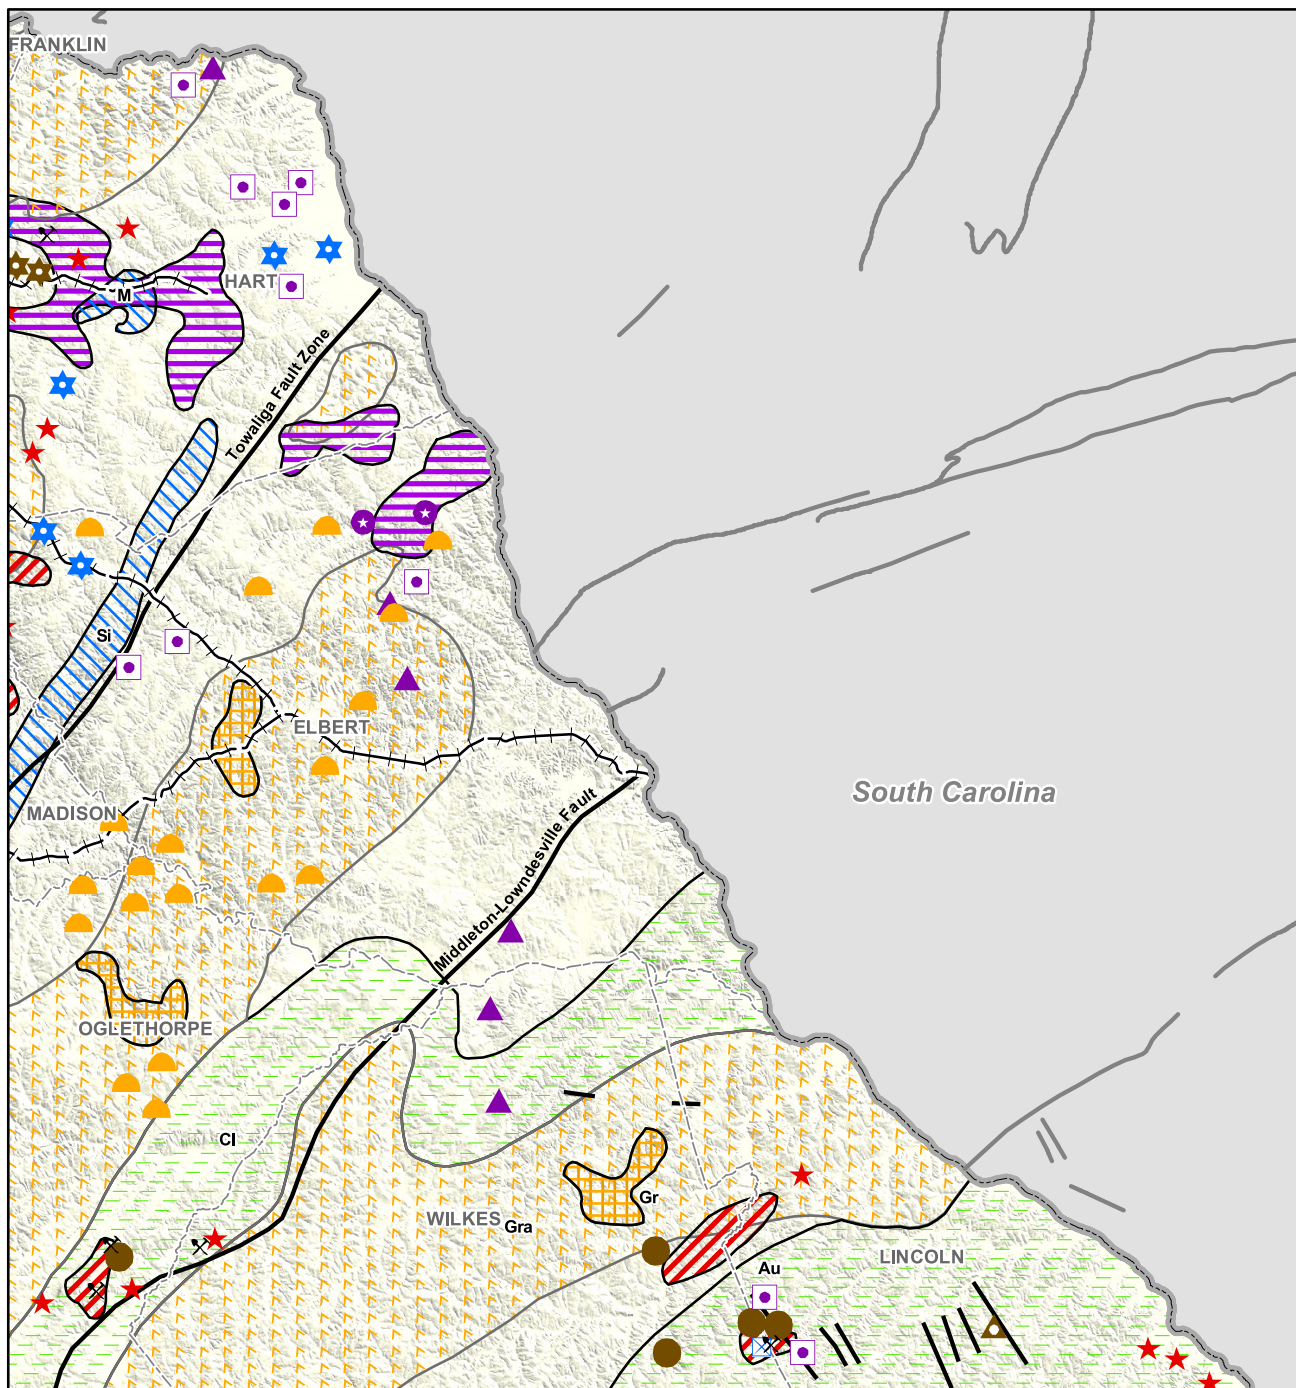 FRANKLIN
HART
M
Towaliga Fault Zone
Si
ELBERT
South Carolina
MADISON
Middleton-Lowndesville Fault
OGLETHORPE
Cl
Gr
WILKES
Gra
LINCOLN
Au